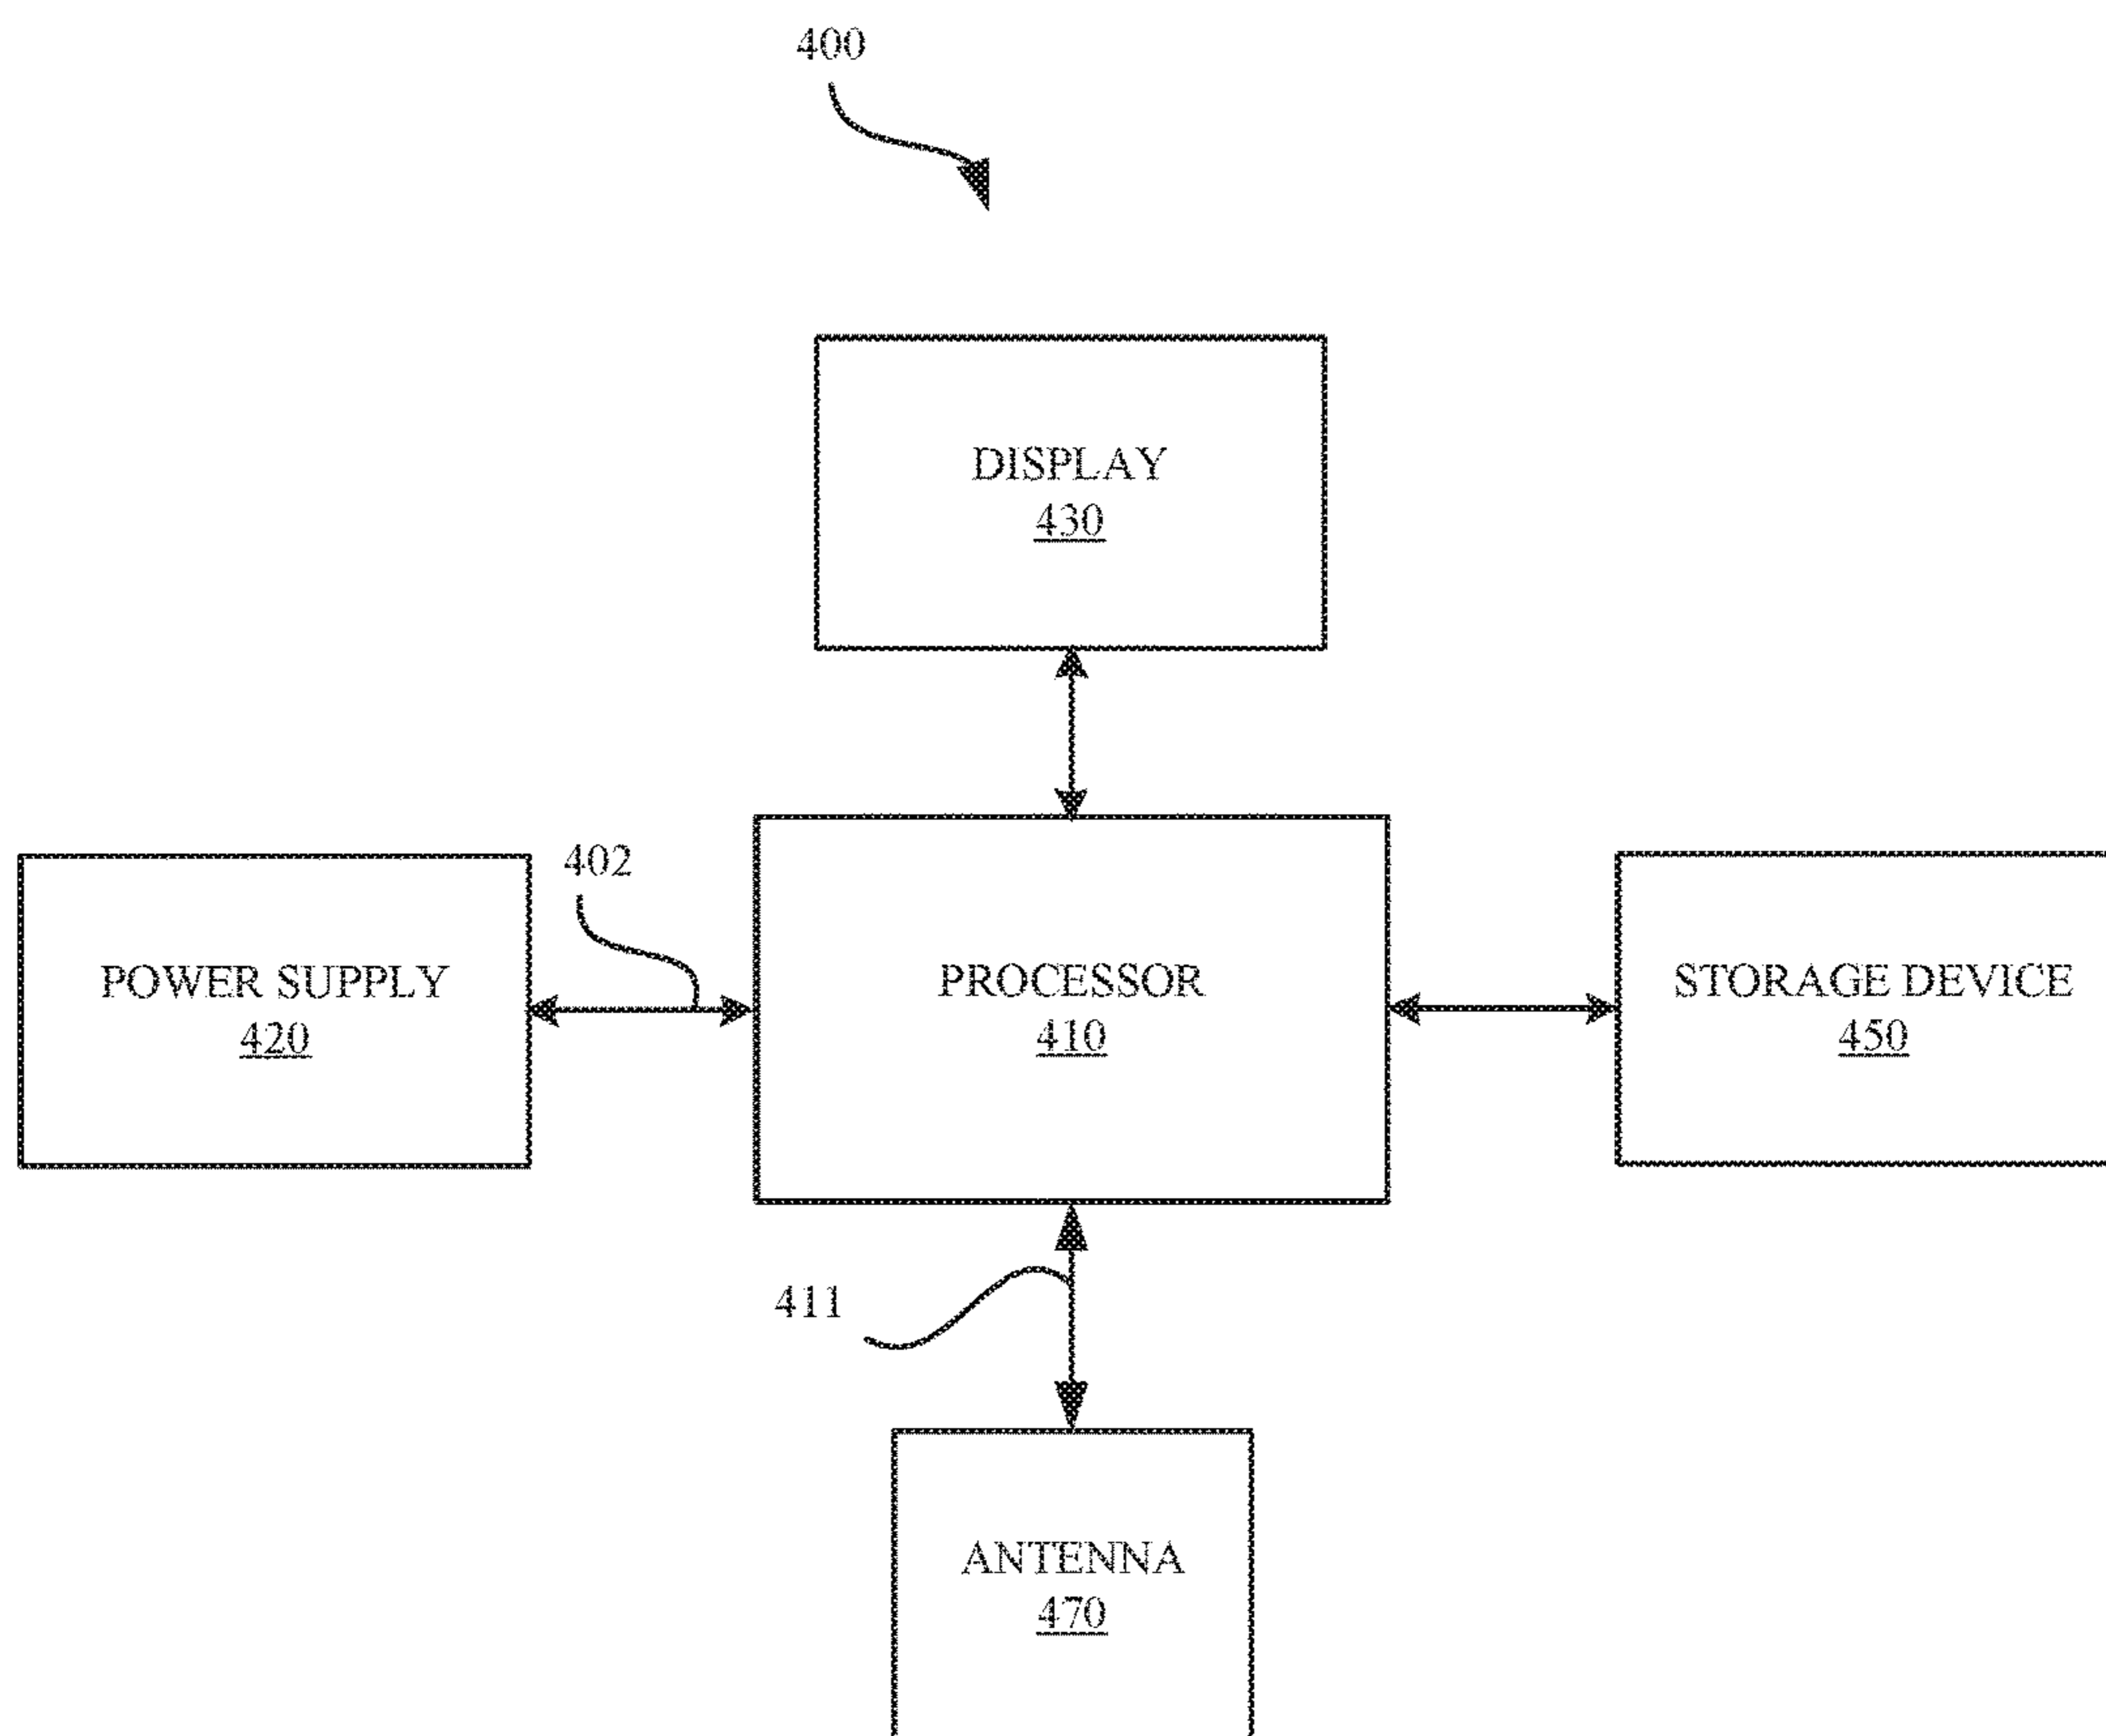 400
DISPLAY
430
402
POWER SUPPLY
420
PROCESSOR
410
STORAGE DEVICE
450
411
ANTENNA
470